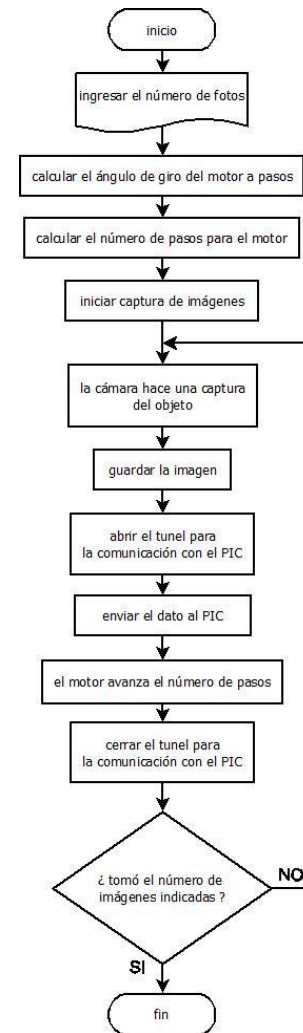 inicio
ingresar el número de fotos
calcular el ángulo de giro del motor a pasos
calcular el número de pasos para el motor
iniciar captura de imágenes
la cámara hace una captura
del objeto
guardar la imagen
abrir el tunel para
la comunicación con el PIC
enviar el dato al PIC
el motor avanza el número de pasos
cerrar el tunel para
la comunicación con el PIC
¿ tomó el número de
imágenes indicadas ?
NO
SI
fin